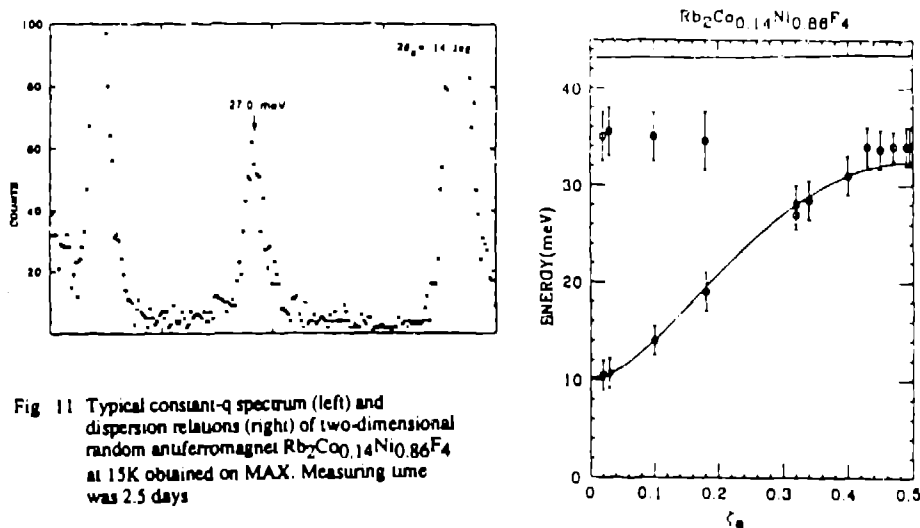 100
80
60
40
20
COUNTS
27.0 meV
Rb2Co0.14Ni0.86F4
40
30
20
10
0
ENERGY(meV)
0 0.1 0.2 0.3 0.4 0.5
ζa
Fig 11 Typical constant-q spectrum (left) and
dispersion relations (right) of two-dimensional
random antiferromagnet Rb2Co0.14Ni0.86F4
at 15K obtained on MAX. Measuring time
was 2.5 days